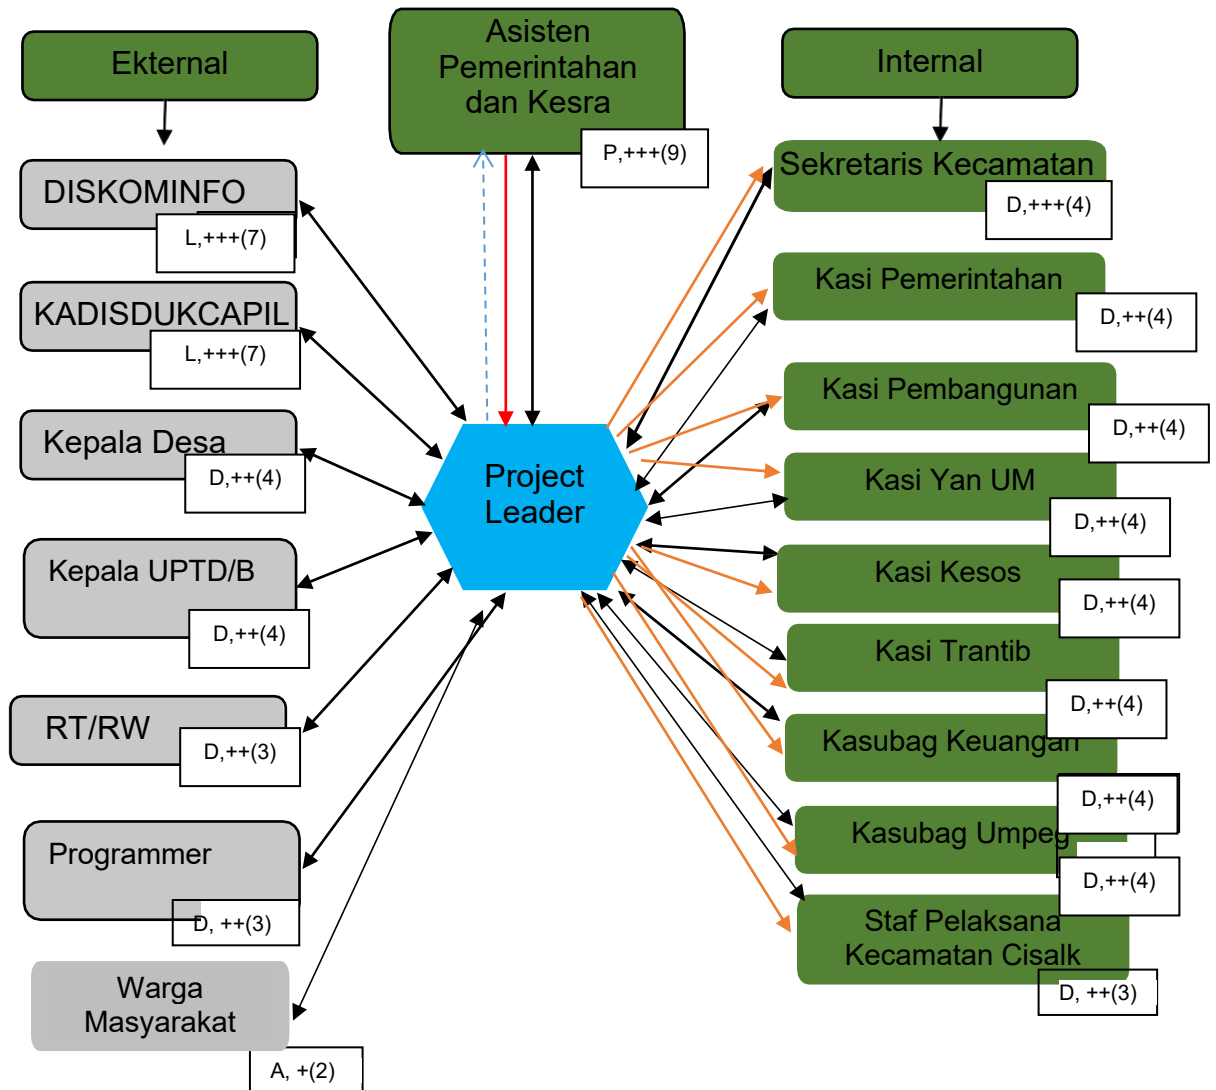 Ekternal
Asisten
Pemerintahan
dan Kesra
P,+++(9)
Internal
DISKOMINFO
L,+++(7)
KADISDUKCAPIL
L,+++(7)
Kepala Desa
D,++(4)
Kepala UPTD/B
D,++(4)
RT/RW
D,++(3)
Programmer
D, ++(3)
Warga
Masyarakat
A, +(2)
Project
Leader
Sekretaris Kecamatan
D,+++(4)
Kasi Pemerintahan
D,++(4)
Kasi Pembangunan
D,++(4)
Kasi Yan UM
D,++(4)
Kasi Kesos
D,++(4)
Kasi Trantib
D,++(4)
Kasubag Keuangan
D,++(4)
Kasubag Umpeg
D,++(4)
Staf Pelaksana
Kecamatan Cisalk
D, ++(3)